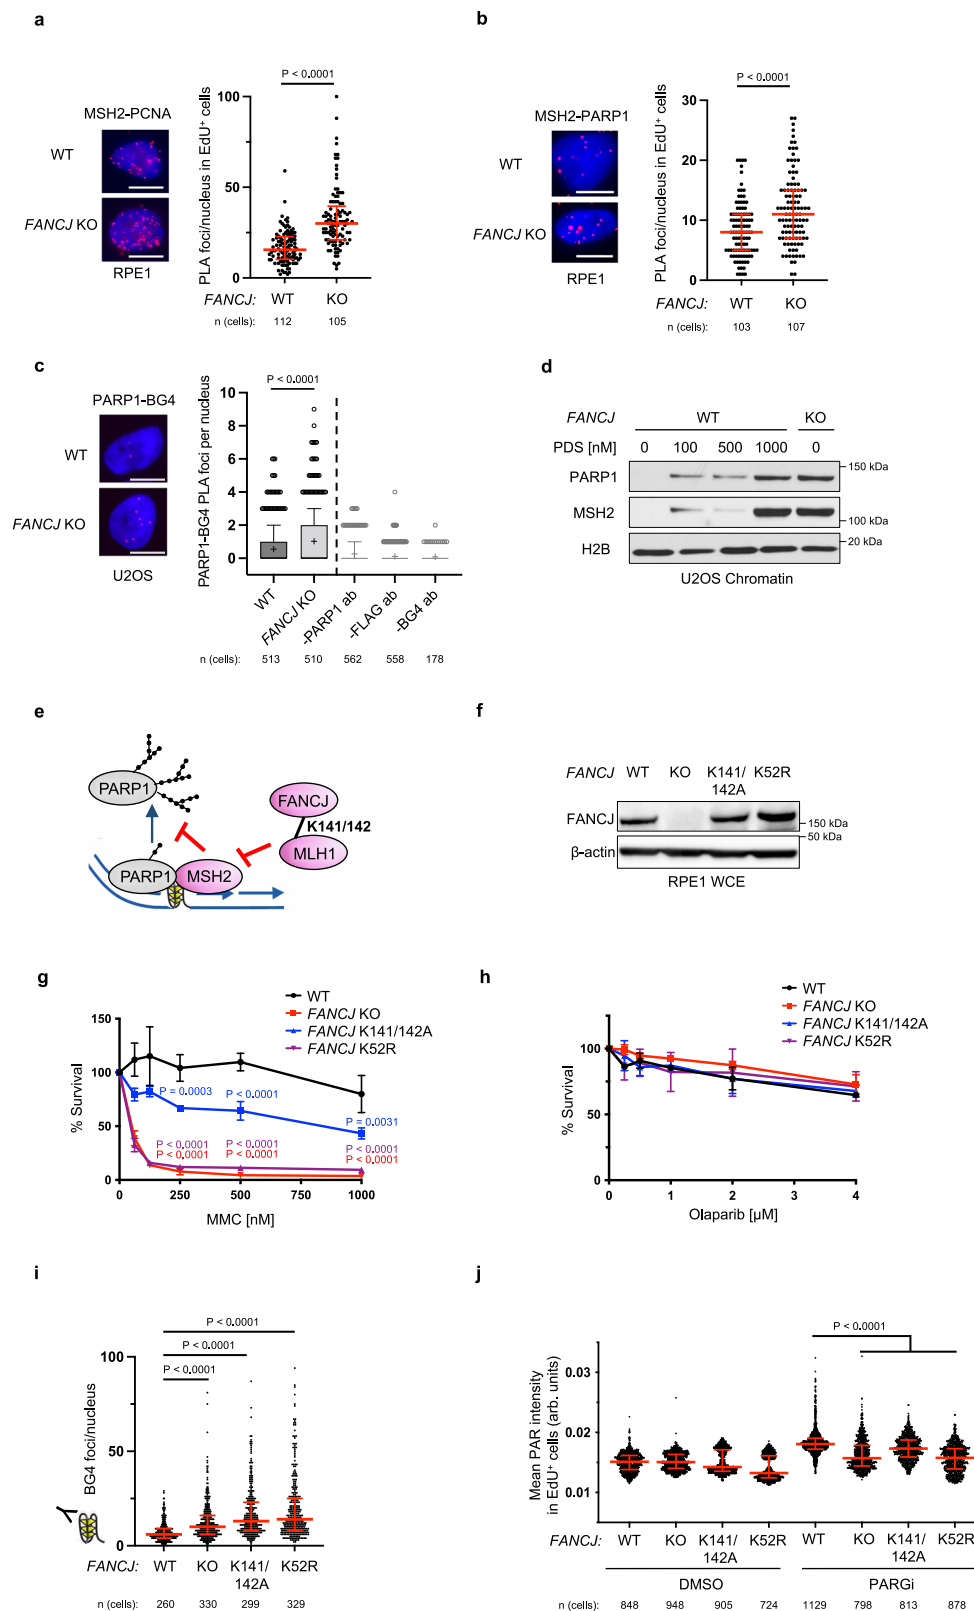 a
MSH2-PCNA
WT
FANCJ KO
RPE1
PLA foci/nucleus in EdU⁺ cells
P < 0.0001
100
50
25
0
FANCJ: WT KO
n (cells): 112 105
b
MSH2-PARP1
WT
FANCJ KO
RPE1
PLA foci/nucleus in EdU⁺ cells
P < 0.0001
30
20
10
0
FANCJ: WT KO
n (cells): 103 107
c
PARP1-BG4
WT
FANCJ KO
U2OS
PARP1-BG4 PLA foci per nucleus
P < 0.0001
10
8
6
4
2
0
WT
FANCJ KO
-PARP1 ab
-FLAG ab
-BG4 ab
n (cells): 513 510 562 558 178
d
FANCJ WT KO
PDS [nM] 0 100 500 1000 0
PARP1 150 kDa
MSH2 100 kDa
H2B 20 kDa
U2OS Chromatin
e
PARP1
FANCJ
K141/142
MLH1
PARP1 MSH2
f
FANCJ WT KO K141/ K52R
142A
FANCJ 150 kDa
50 kDa
β-actin
RPE1 WCE
g
WT
FANCJ KO
FANCJ K141/142A
FANCJ K52R
% Survival
150
100
50
0
P = 0.0003 P < 0.0001
P = 0.0031
P < 0.0001 P < 0.0001 P < 0.0001
P < 0.0001 P < 0.0001 P < 0.0001
0 250 500 750 1000
MMC [nM]
h
WT
FANCJ KO
FANCJ K141/142A
FANCJ K52R
% Survival
100
50
0
0 1 2 3 4
Olaparib [µM]
i
P < 0.0001
P < 0.0001
P < 0.0001
BG4 foci/nucleus
100
50
0
FANCJ: WT KO K141/ K52R
142A
n (cells): 260 330 299 329
j
P < 0.0001
Mean PAR intensity
in EdU⁺ cells (arb. units)
0.03
0.02
0.01
FANCJ: WT KO K141/ K52R WT KO K141/ K52R
142A 142A
DMSO PARGi
n (cells): 848 948 905 724 1129 798 813 878